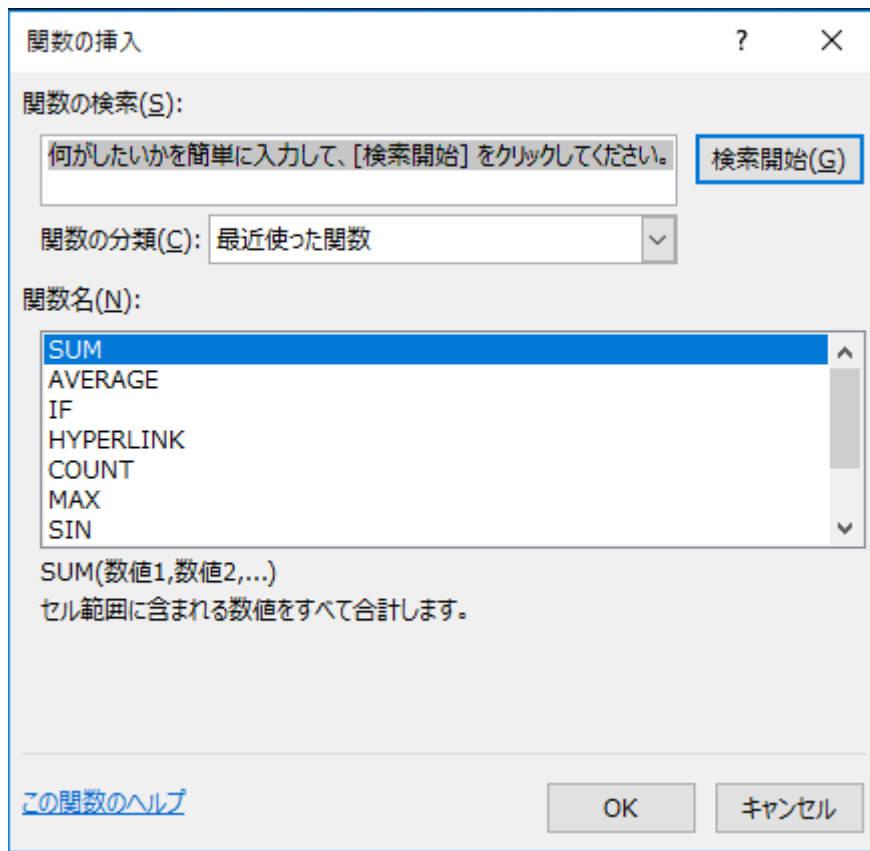 関数の挿入 ?
関数の検索(S):
何がしたいかを簡単に入力して、[検索開始] をクリックしてください。 検索開始(G)
関数の分類(C): 最近使った関数
関数名(N):
SUM
AVERAGE
IF
HYPERLINK
COUNT
MAX
SIN
SUM(数値1,数値2,...)
セル範囲に含まれる数値をすべて合計します。
この関数のヘルプ OK キャンセル